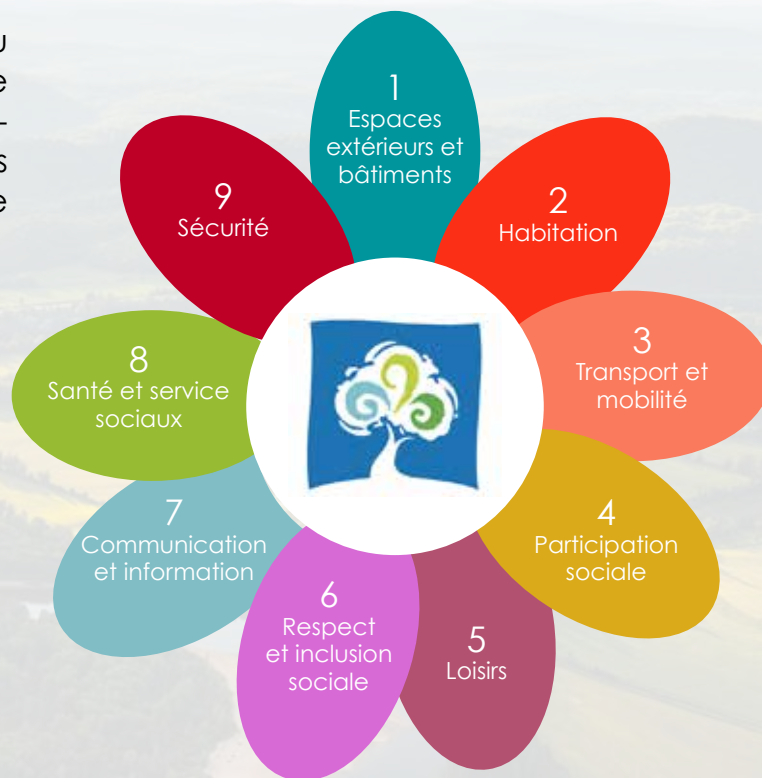 u
e
-
s
e
1
Espaces
extérieurs et
bâtiments
2
Habitation
3
Transport et
mobilité
4
Participation
sociale
5
Loisirs
6
Respect
et inclusion
sociale
7
Communication
et information
8
Santé et service
sociaux
9
Sécurité